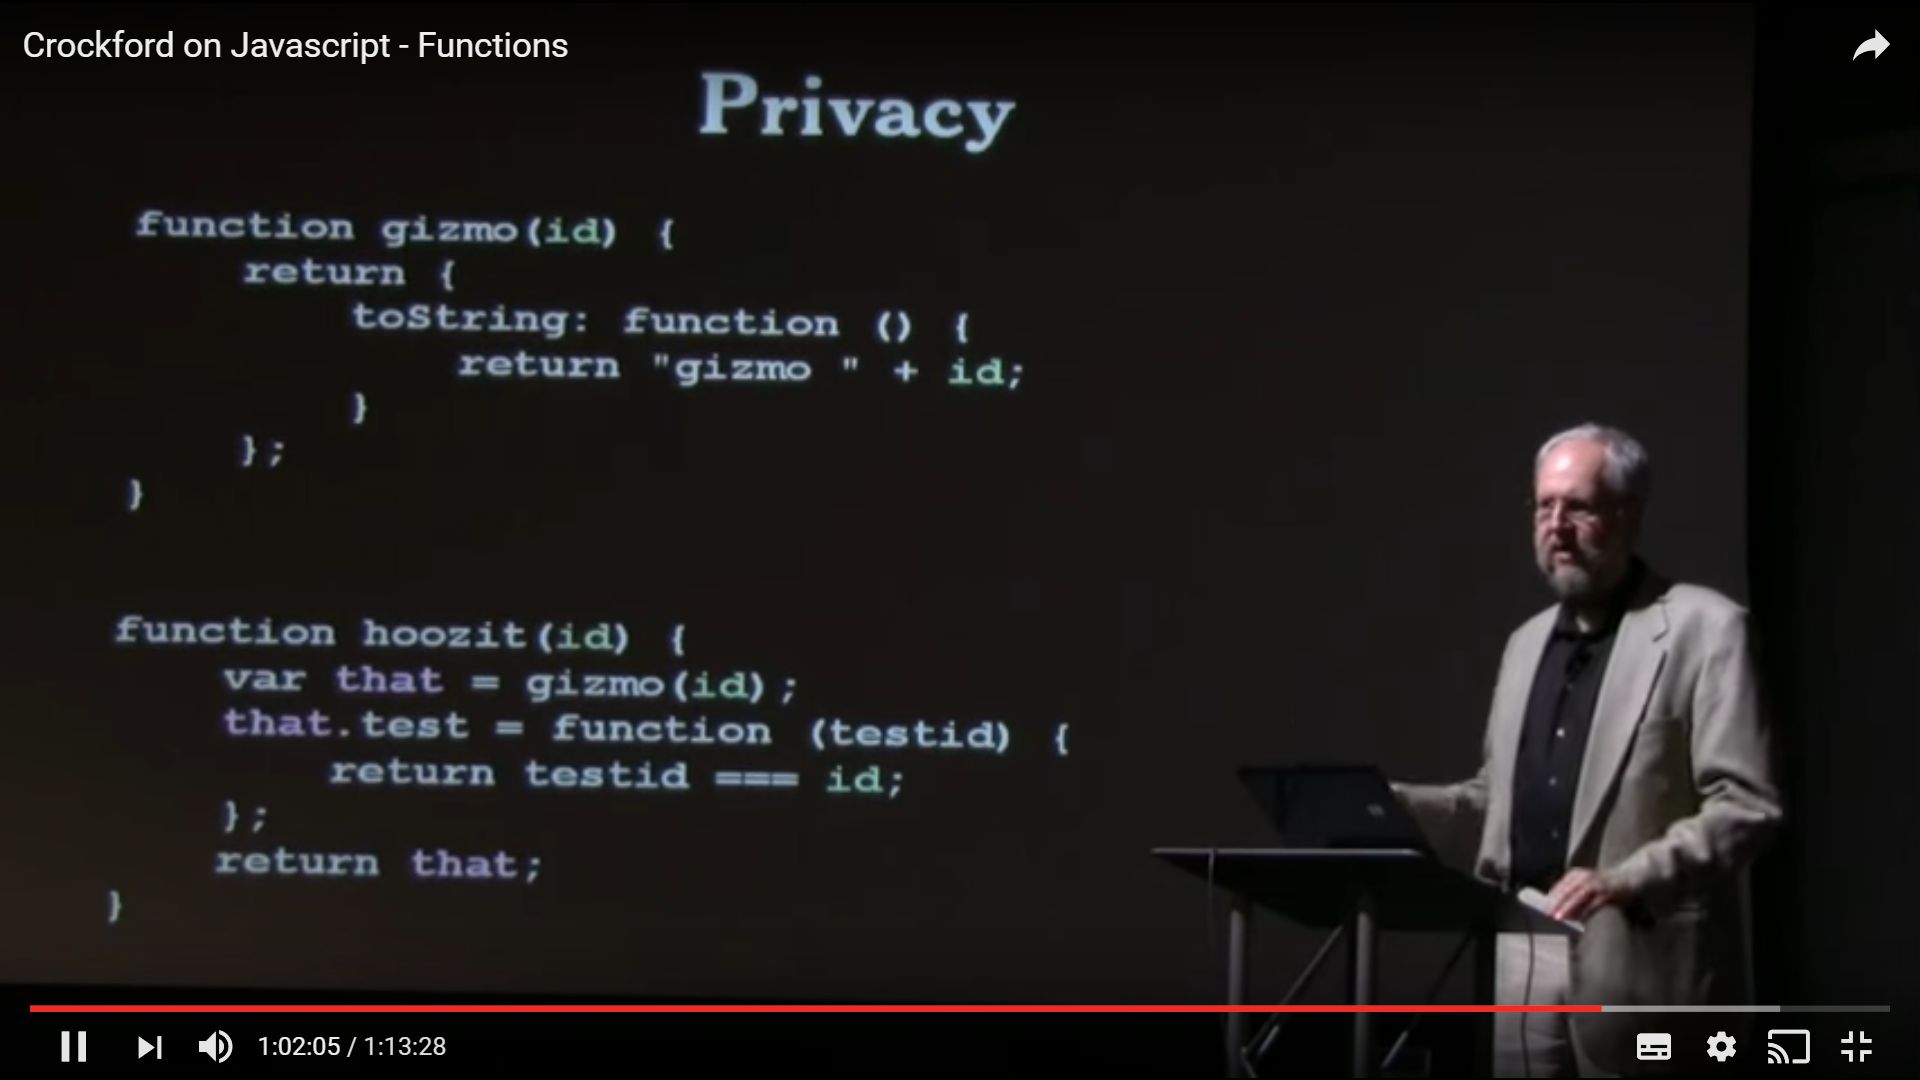 Crockford on Javascript - Functions
Privacy
function gizmo(id) {
return {
toString: function () {
return "gizmo " + id;
}
};
}
function hoozit(id) {
var that = gizmo(id);
that.test = function (testid) {
return testid === id;
};
return that;
}
1:02:05 / 1:13:28